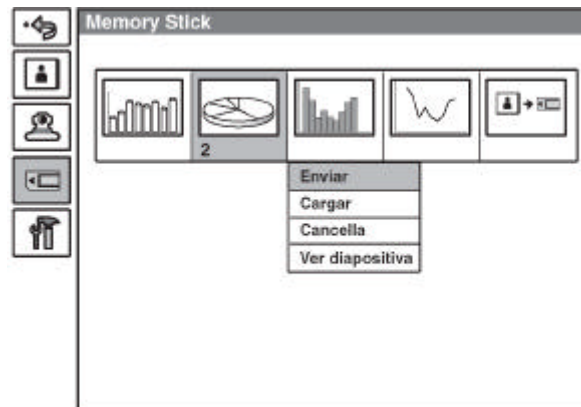 Memory Stick
2
Enviar
Cargar
Cancella
Ver diapositiva